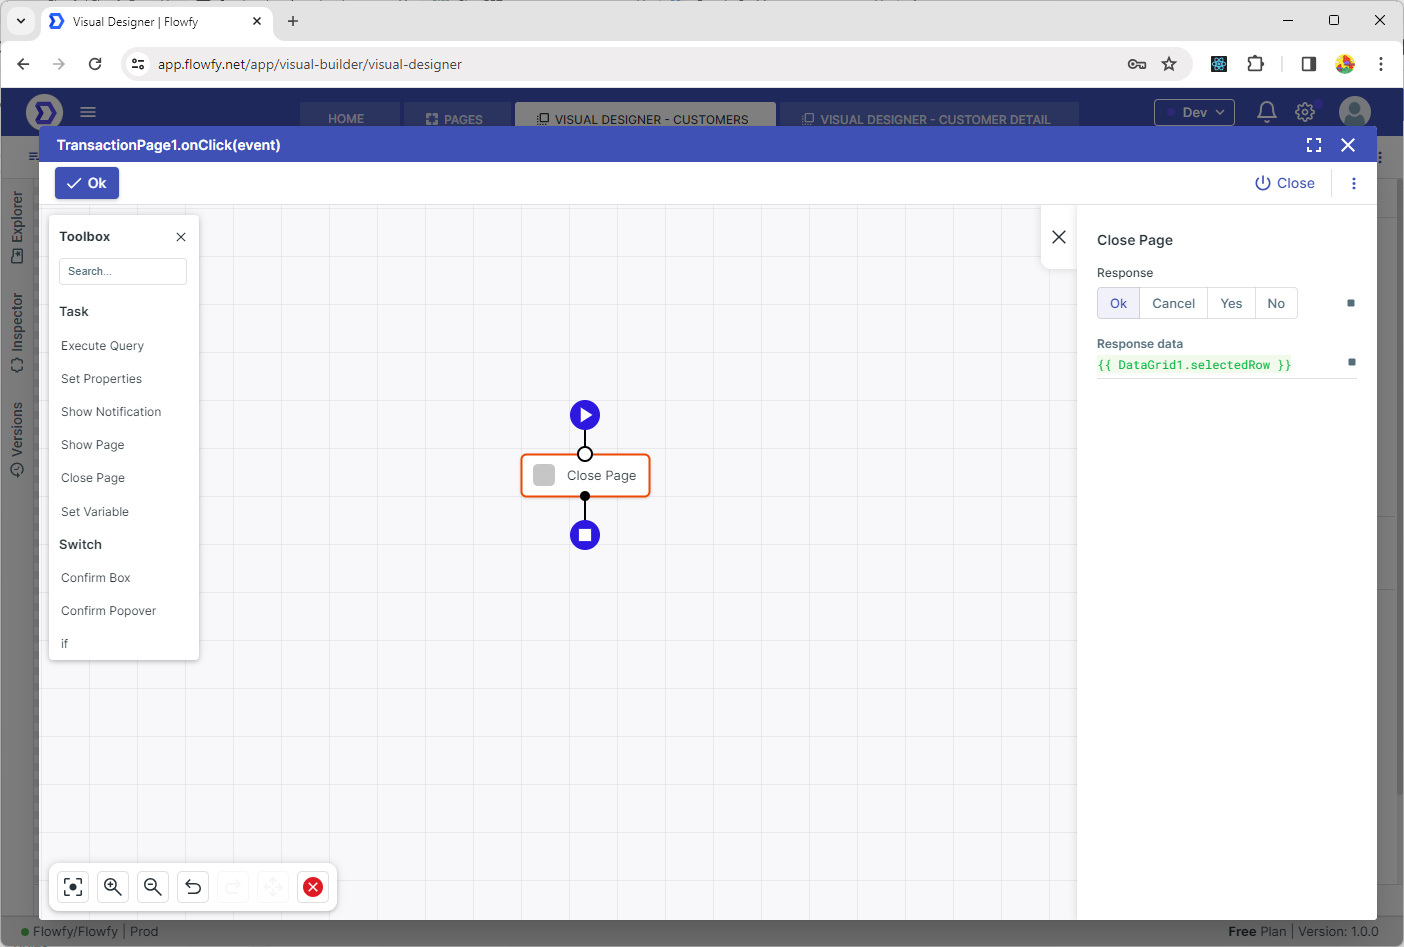 Visual Designer | Flowfy
app.flowfy.net/app/visual-builder/visual-designer
HOME
PAGES
VISUAL DESIGNER - CUSTOMERS
VISUAL DESIGNER - CUSTOMER DETAIL
Dev
TransactionPage1.onClick(event)
Ok
Close
Explorer
Inspector
Versions
Toolbox
Search...
Task
Execute Query
Set Properties
Show Notification
Show Page
Close Page
Set Variable
Switch
Confirm Box
Confirm Popover
if
Close Page
Close Page
Response
Ok Cancel Yes No
Response data
{{ DataGrid1.selectedRow }}
Flowfy/Flowfy | Prod
Free Plan | Version: 1.0.0